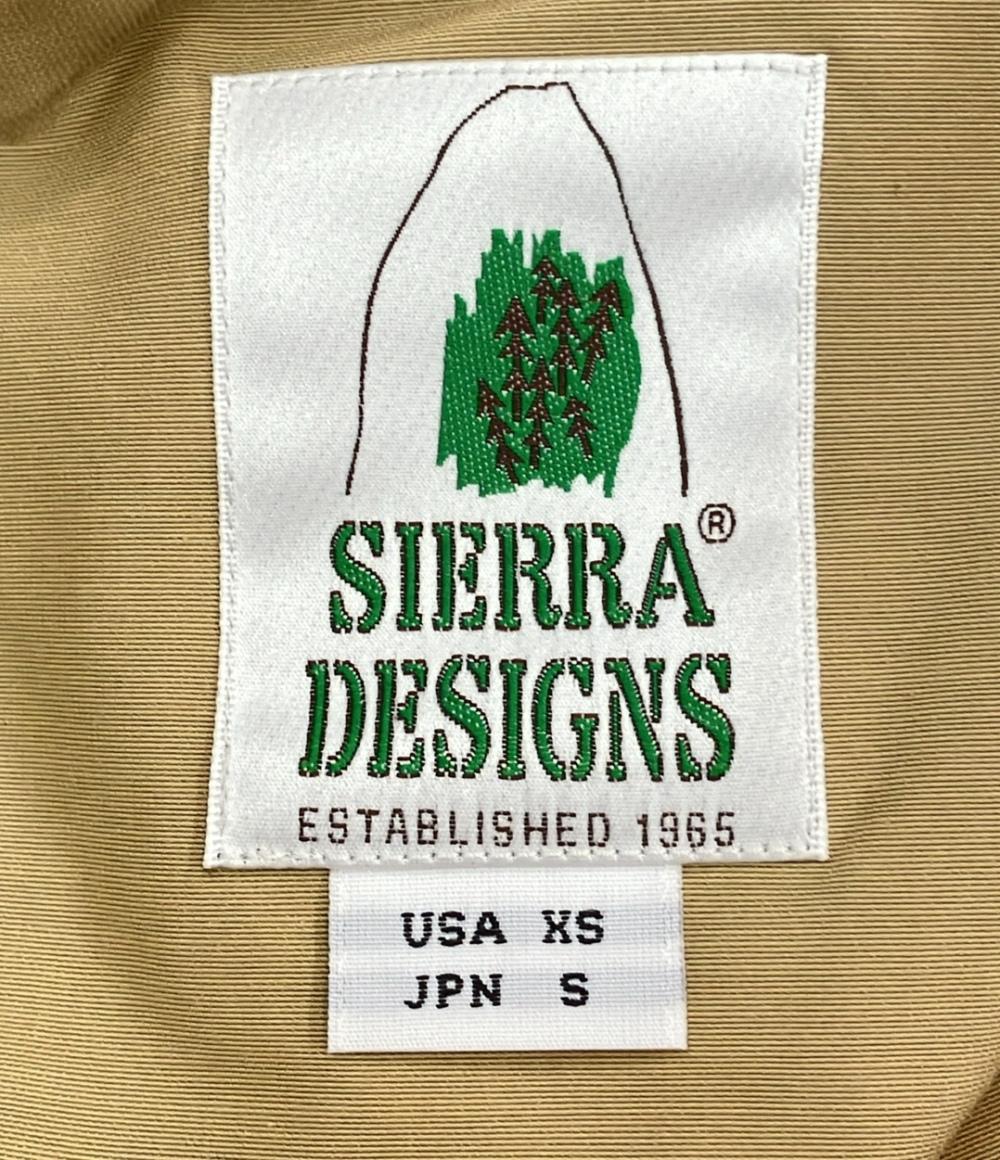 SIERRA®
DESIGNS
ESTABLISHED 1965
USA XS
JPN S